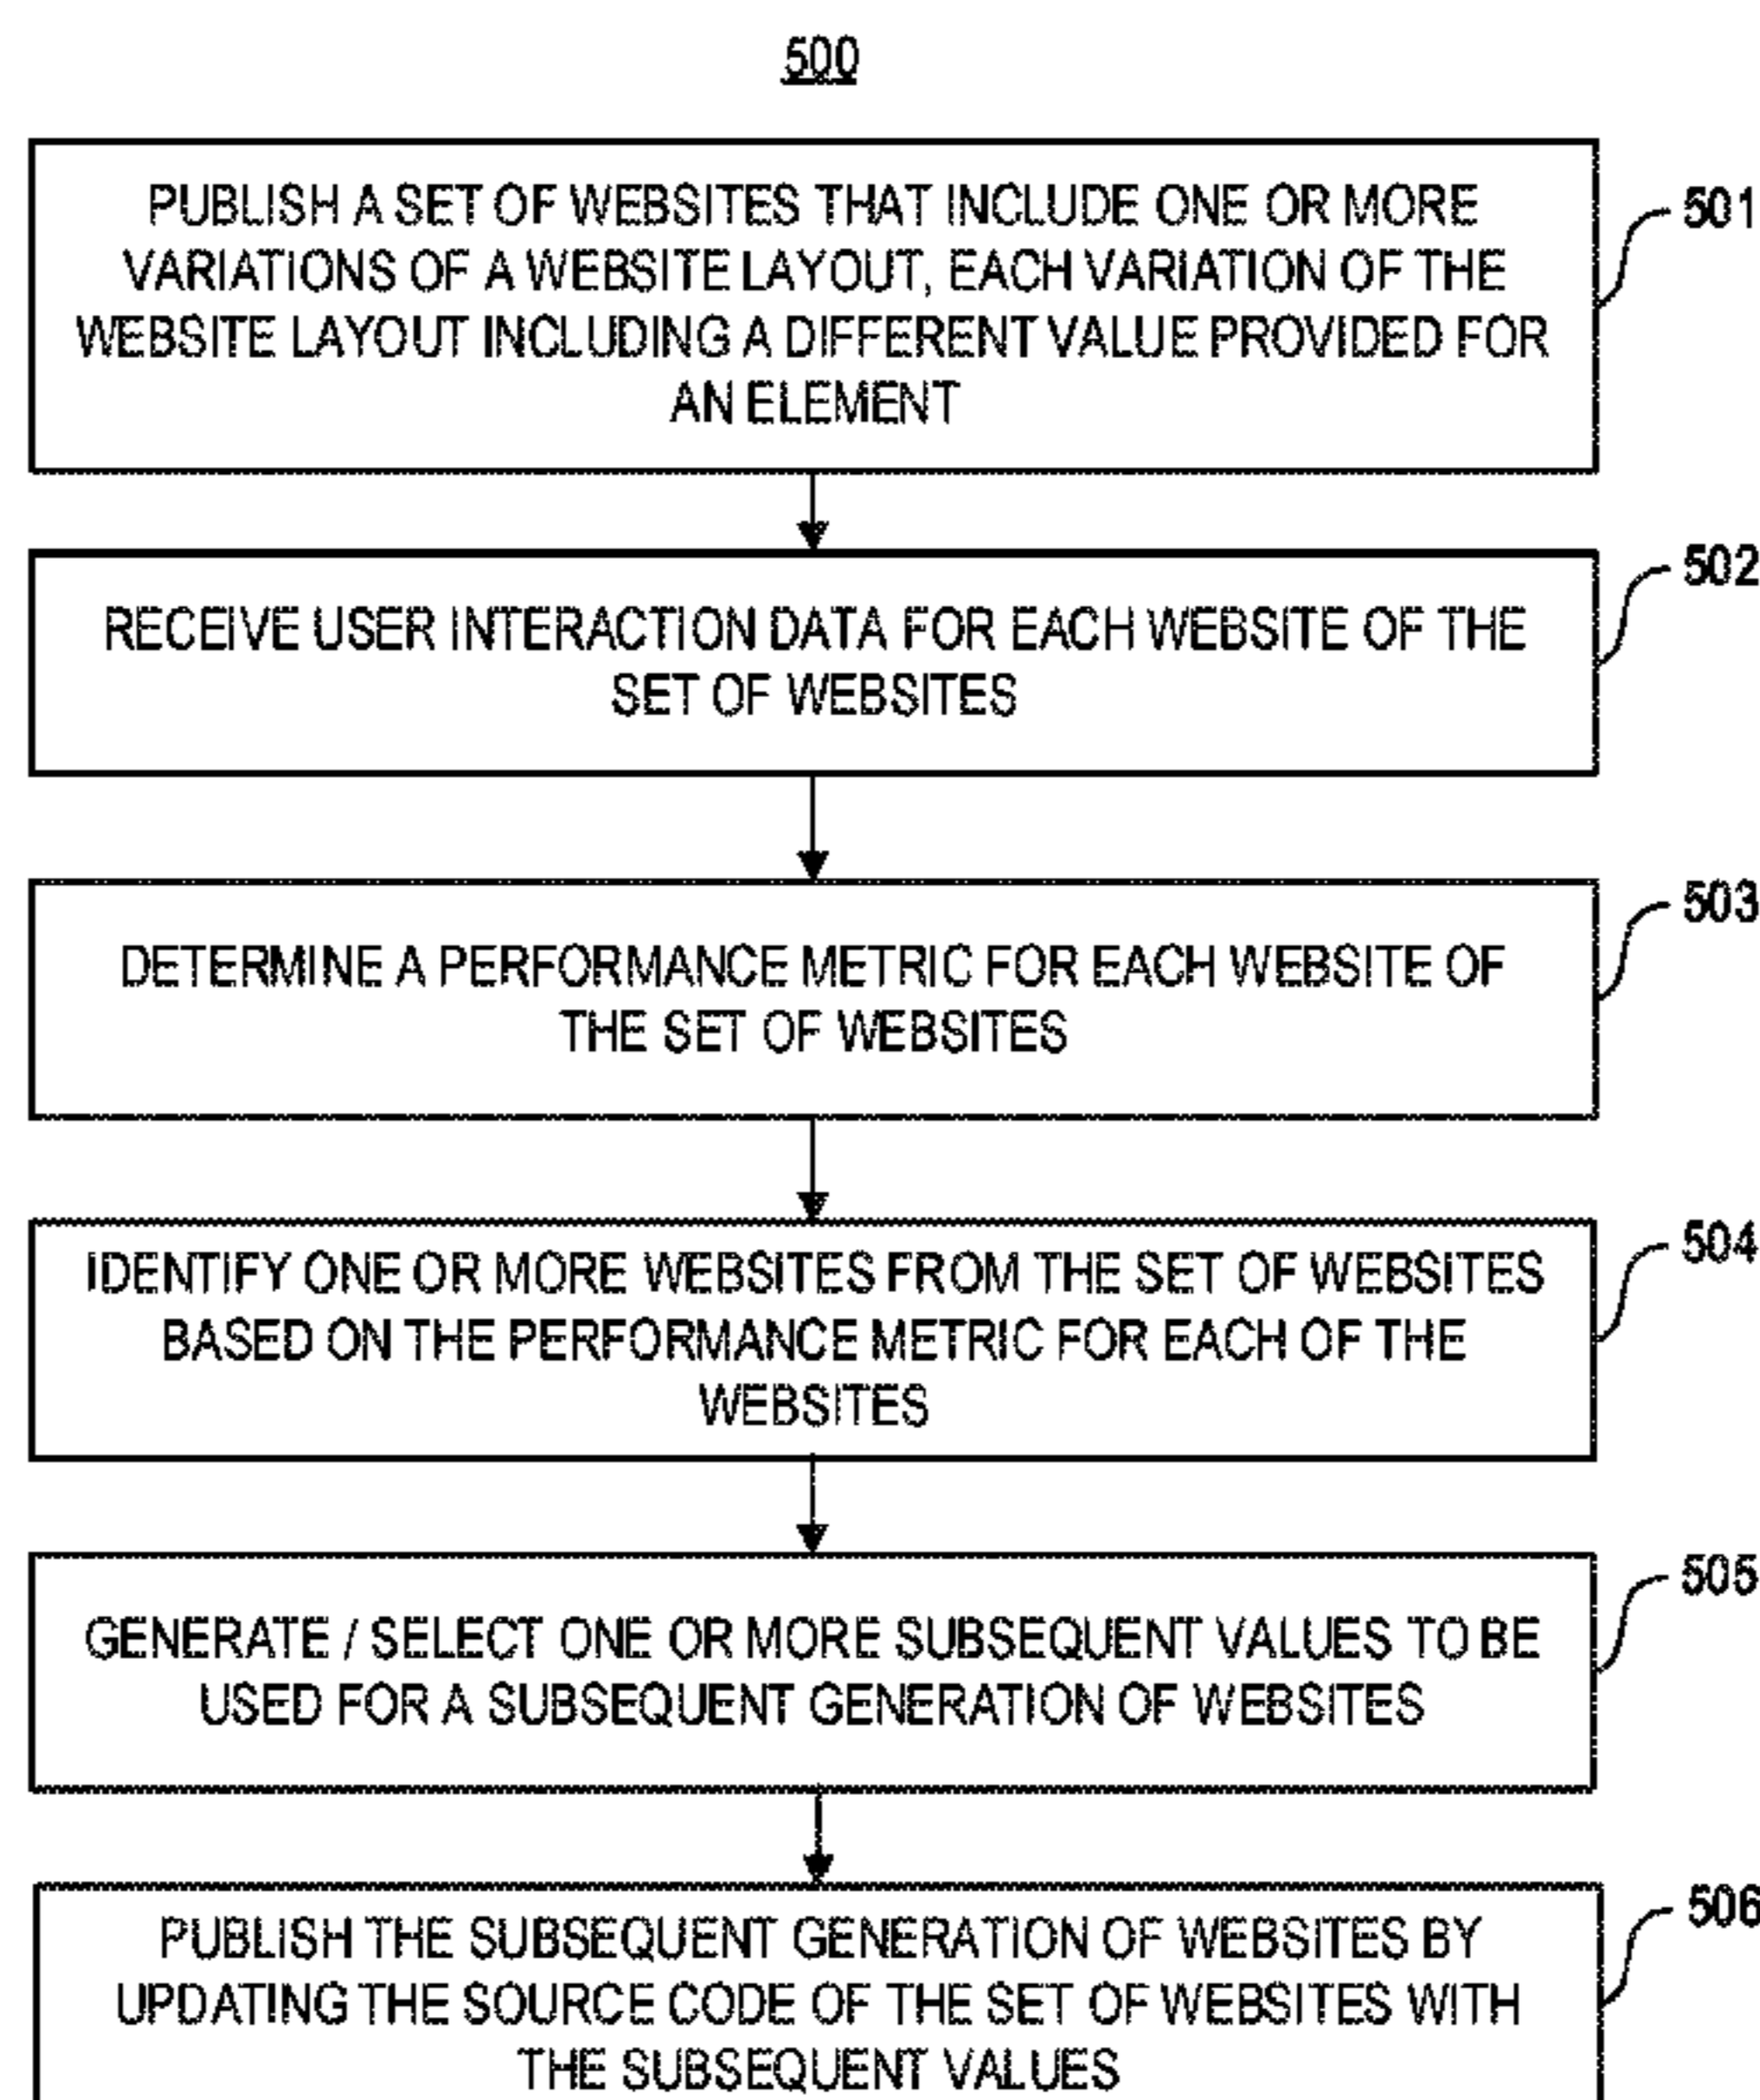 500
PUBLISH A SET OF WEBSITES THAT INCLUDE ONE OR MORE
VARIATIONS OF A WEBSITE LAYOUT, EACH VARIATION OF THE
WEBSITE LAYOUT INCLUDING A DIFFERENT VALUE PROVIDED FOR
AN ELEMENT
501
RECEIVE USER INTERACTION DATA FOR EACH WEBSITE OF THE
SET OF WEBSITES
502
DETERMINE A PERFORMANCE METRIC FOR EACH WEBSITE OF
THE SET OF WEBSITES
503
IDENTIFY ONE OR MORE WEBSITES FROM THE SET OF WEBSITES
BASED ON THE PERFORMANCE METRIC FOR EACH OF THE
WEBSITES
504
GENERATE / SELECT ONE OR MORE SUBSEQUENT VALUES TO BE
USED FOR A SUBSEQUENT GENERATION OF WEBSITES
505
PUBLISH THE SUBSEQUENT GENERATION OF WEBSITES BY
UPDATING THE SOURCE CODE OF THE SET OF WEBSITES WITH
THE SUBSEQUENT VALUES
506